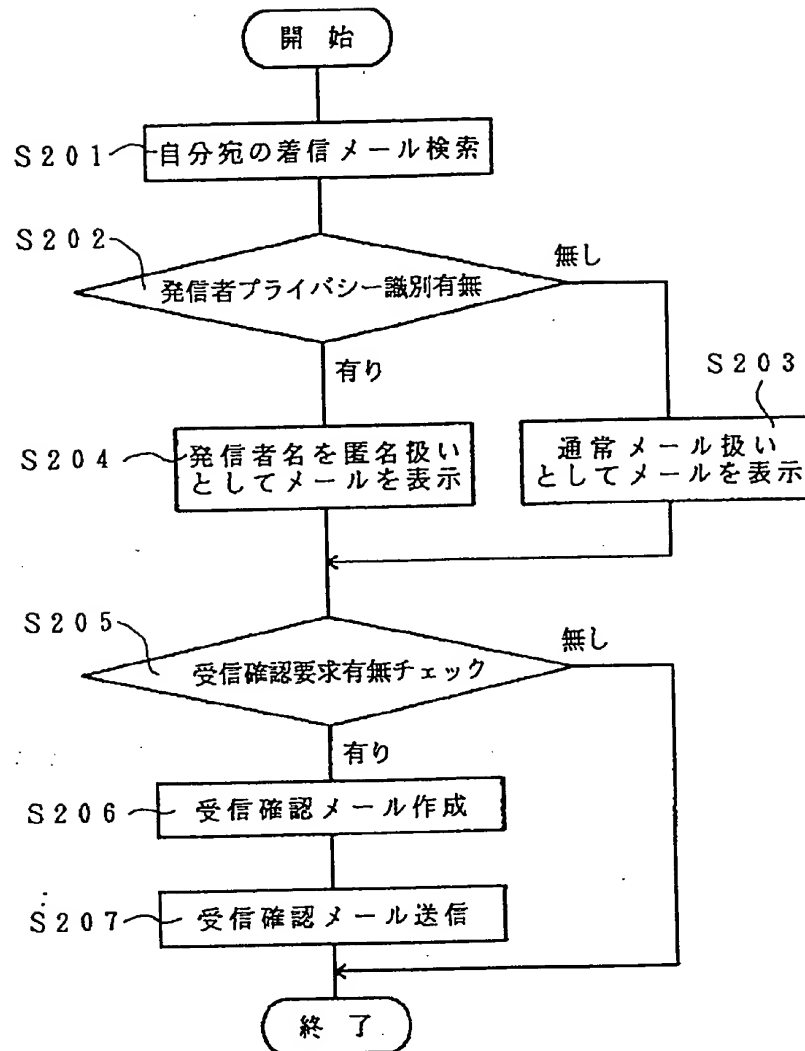 開始
S201
自分宛の着信メール検索
S202
発信者プライバシー識別有無
無し
有り
S203
通常メール扱い
としてメールを表示
S204
発信者名を匿名扱い
としてメールを表示
S205
受信確認要求有無チェック
無し
有り
S206
受信確認メール作成
S207
受信確認メール送信
終了